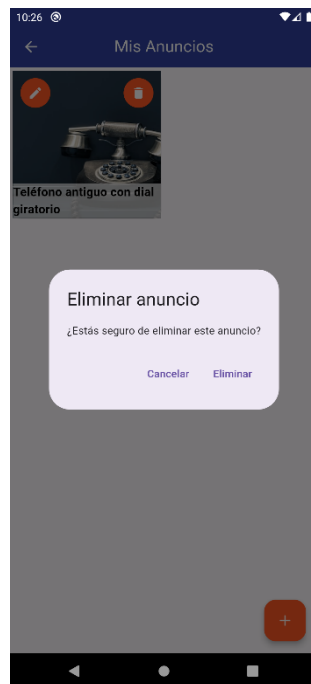 10:26
Mis Anuncios
Teléfono antiguo con dial
giratorio
Eliminar anuncio
¿Estás seguro de eliminar este anuncio?
Cancelar Eliminar